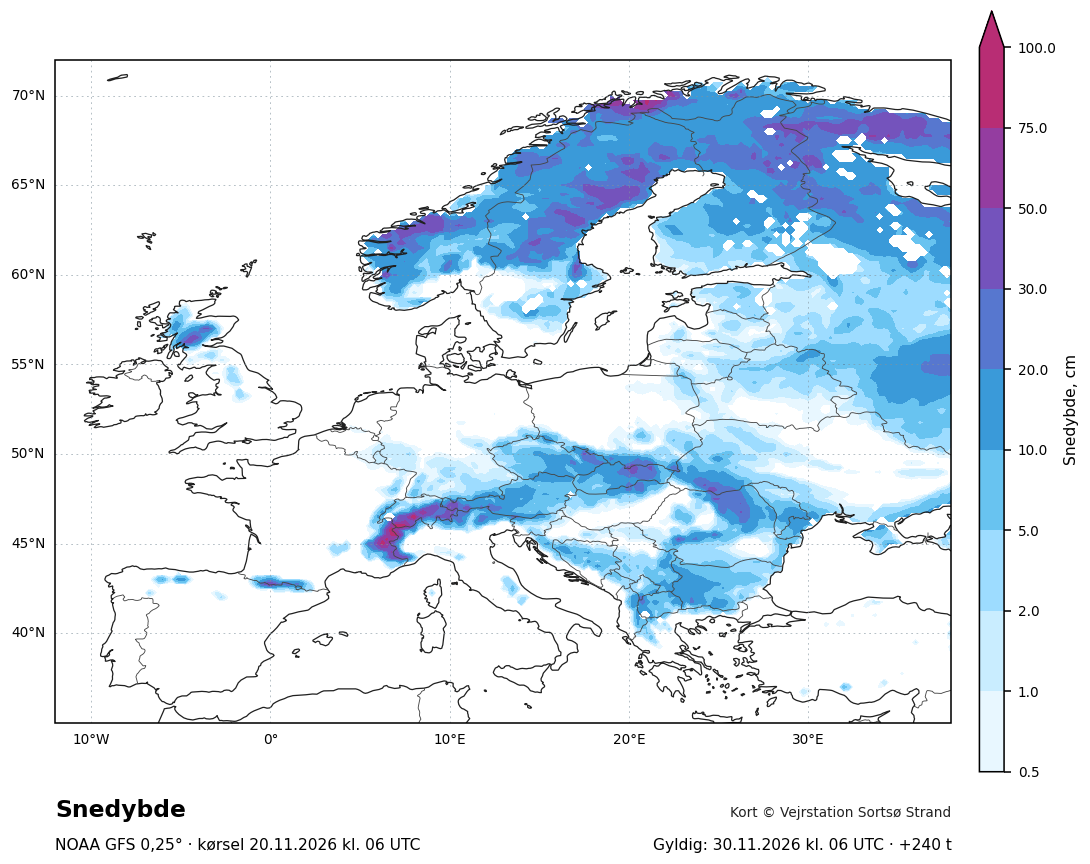 100.0
75.0
50.0
30.0
20.0
10.0
5.0
2.0
1.0
0.5
Snedybde, cm
70°N
65°N
60°N
55°N
50°N
45°N
40°N
10°W
0°
10°E
20°E
30°E
Snedybde
Kort © Vejrstation Sortsø Strand
NOAA GFS 0,25° · kørsel 20.11.2026 kl. 06 UTC
Gyldig: 30.11.2026 kl. 06 UTC · +240 t